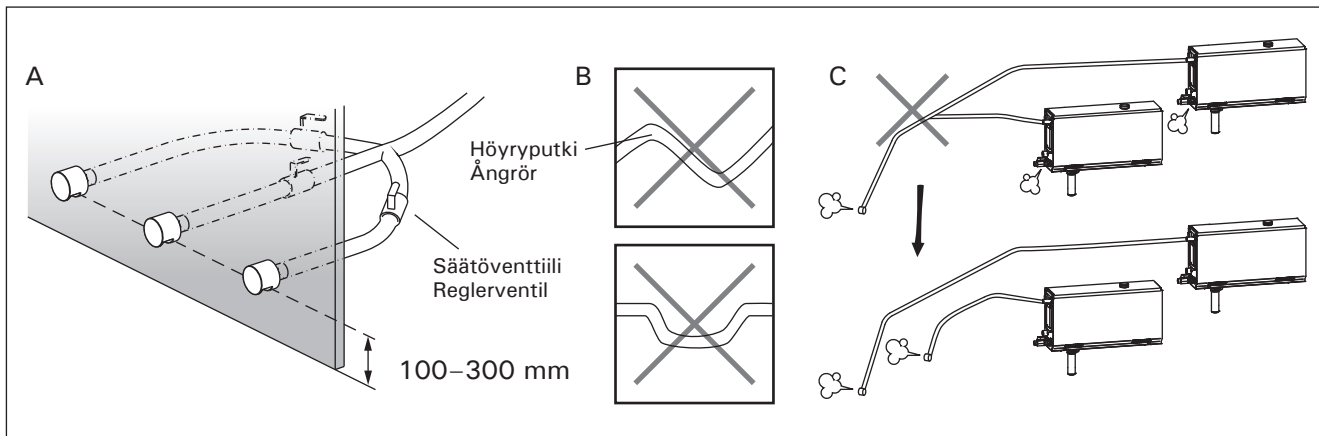 A
B
C
Höyryputki
Ångrör
Säätöventtiili
Reglerventil
100–300 mm